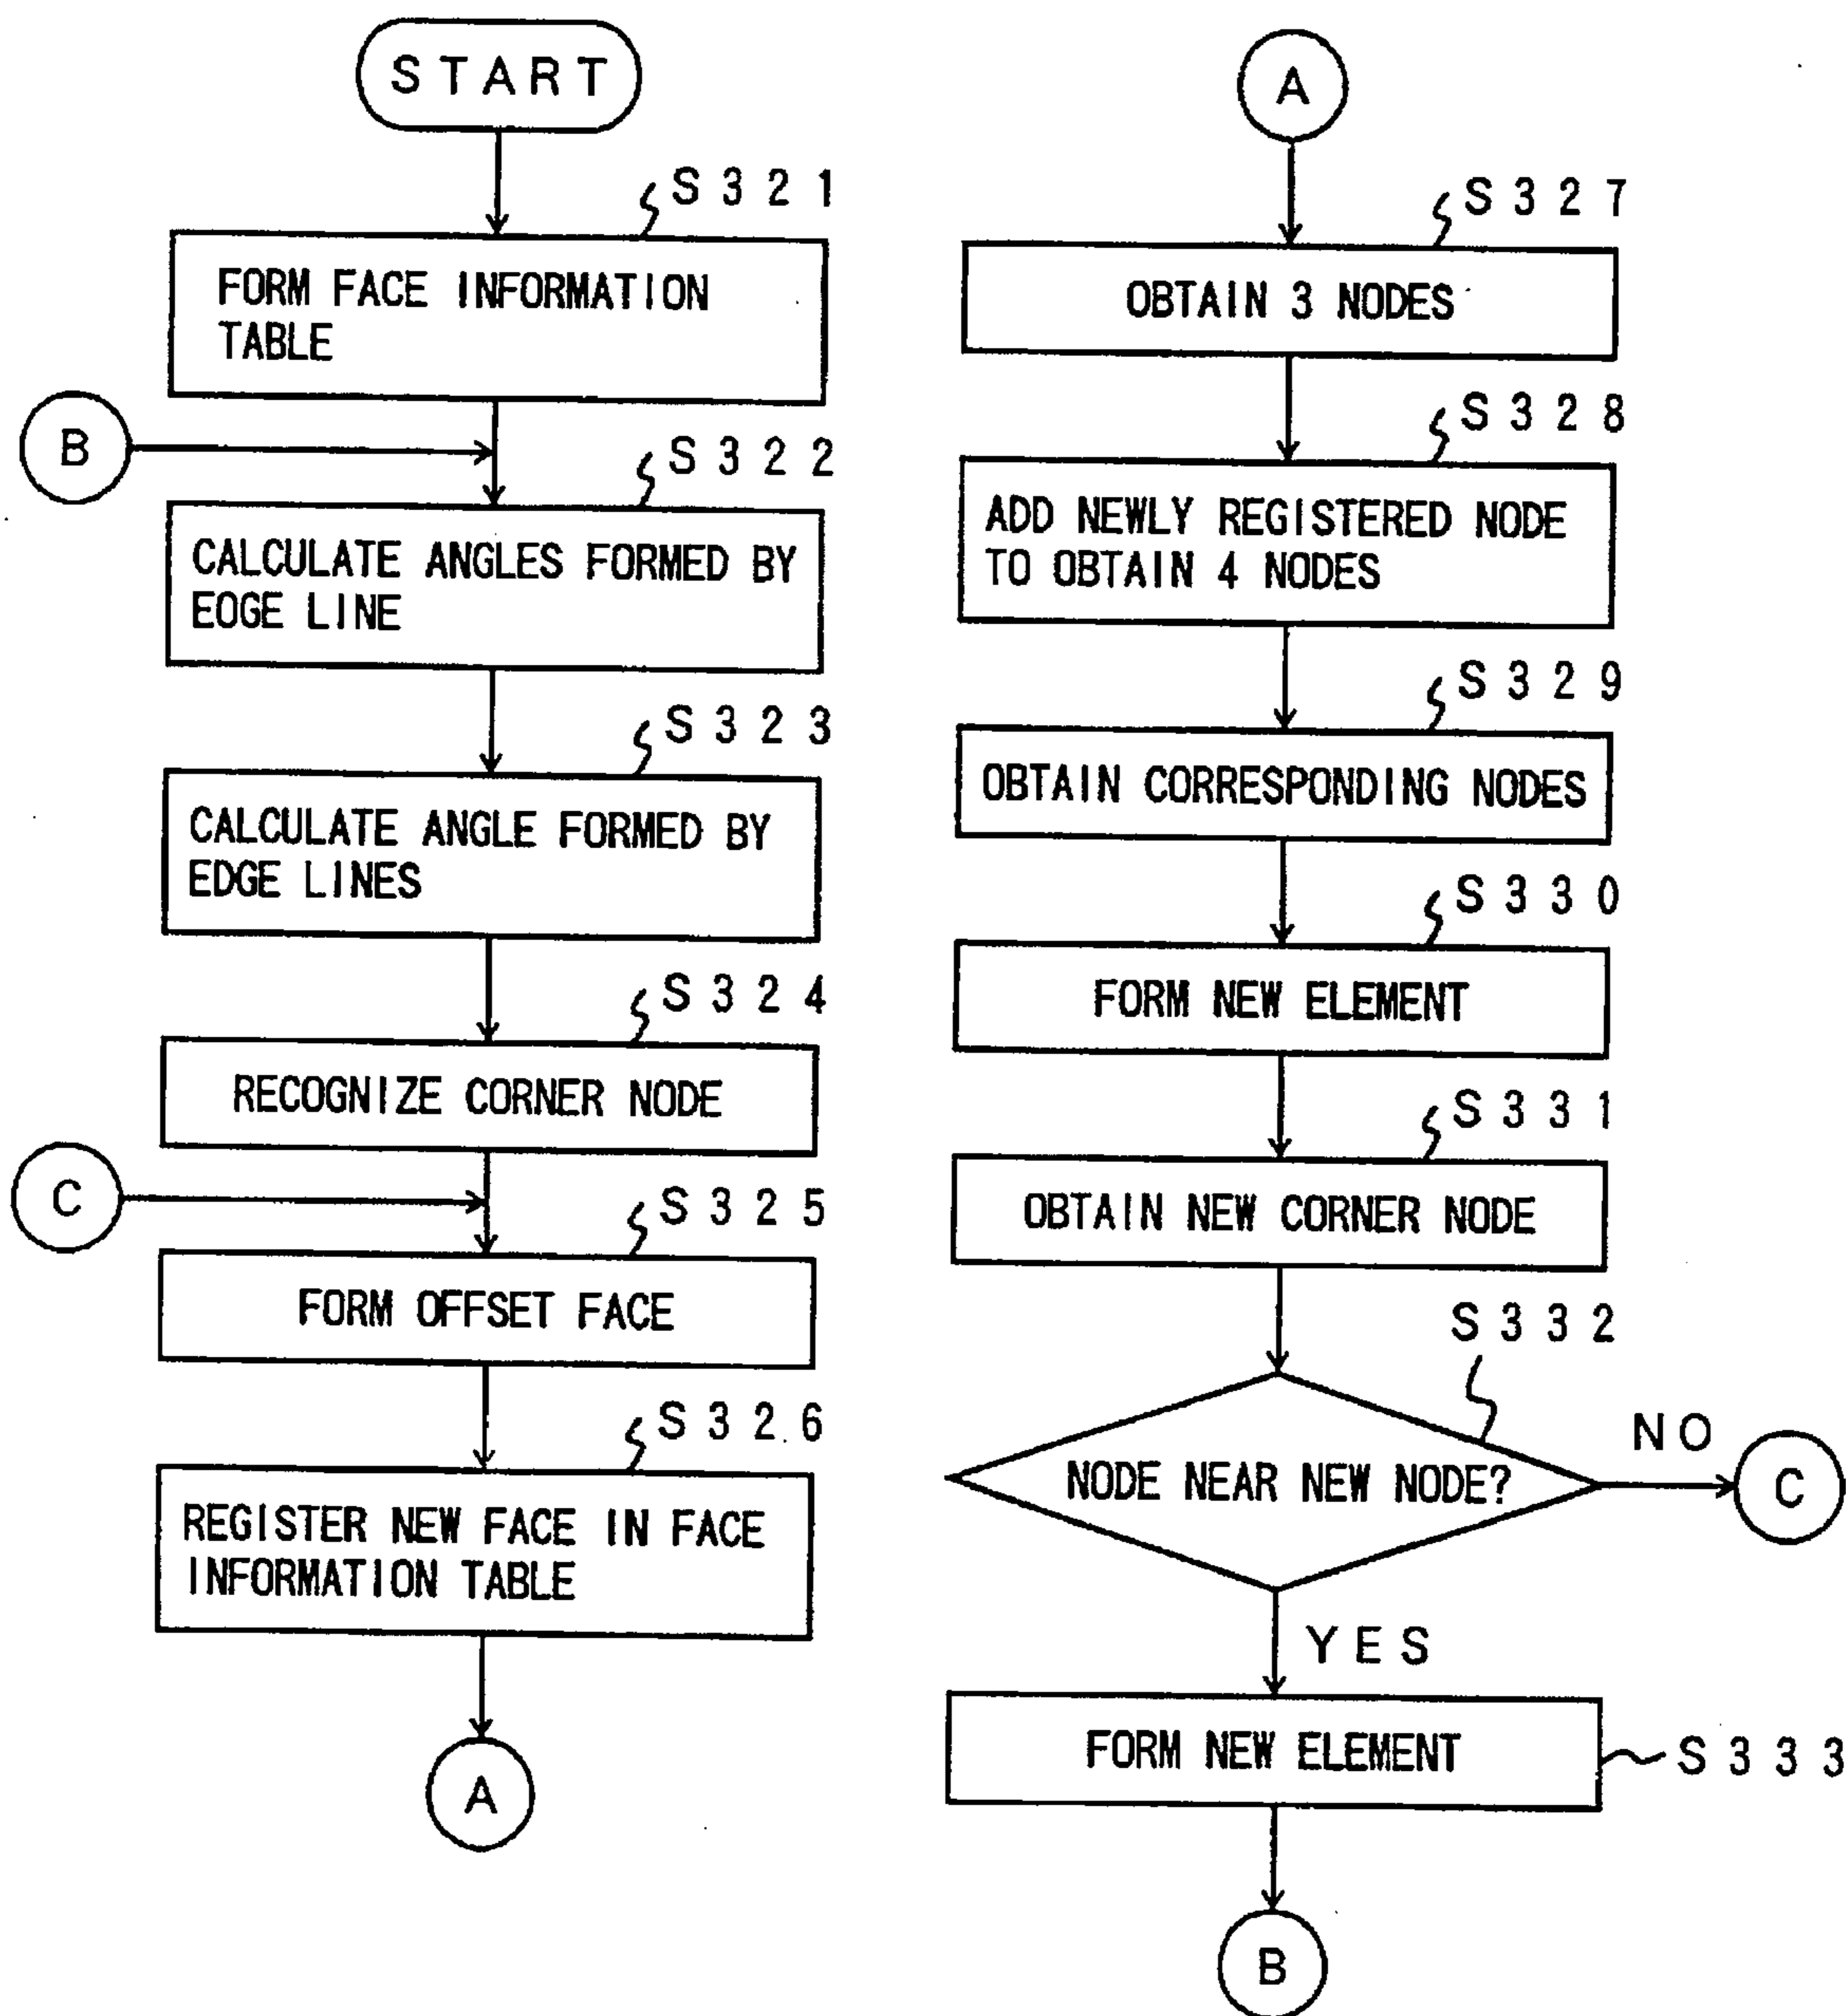 START
S321
FORM FACE INFORMATION
TABLE
B
S322
CALCULATE ANGLES FORMED BY
EOGE LINE
S323
CALCULATE ANGLE FORMED BY
EDGE LINES
S324
RECOGNIZE CORNER NODE
C
S325
FORM OFFSET FACE
S326
REGISTER NEW FACE IN FACE
INFORMATION TABLE
A
A
S327
OBTAIN 3 NODES
S328
ADD NEWLY REGISTERED NODE
TO OBTAIN 4 NODES
S329
OBTAIN CORRESPONDING NODES
S330
FORM NEW ELEMENT
S331
OBTAIN NEW CORNER NODE
S332
NODE NEAR NEW NODE?
NO
C
YES
FORM NEW ELEMENT
S333
B